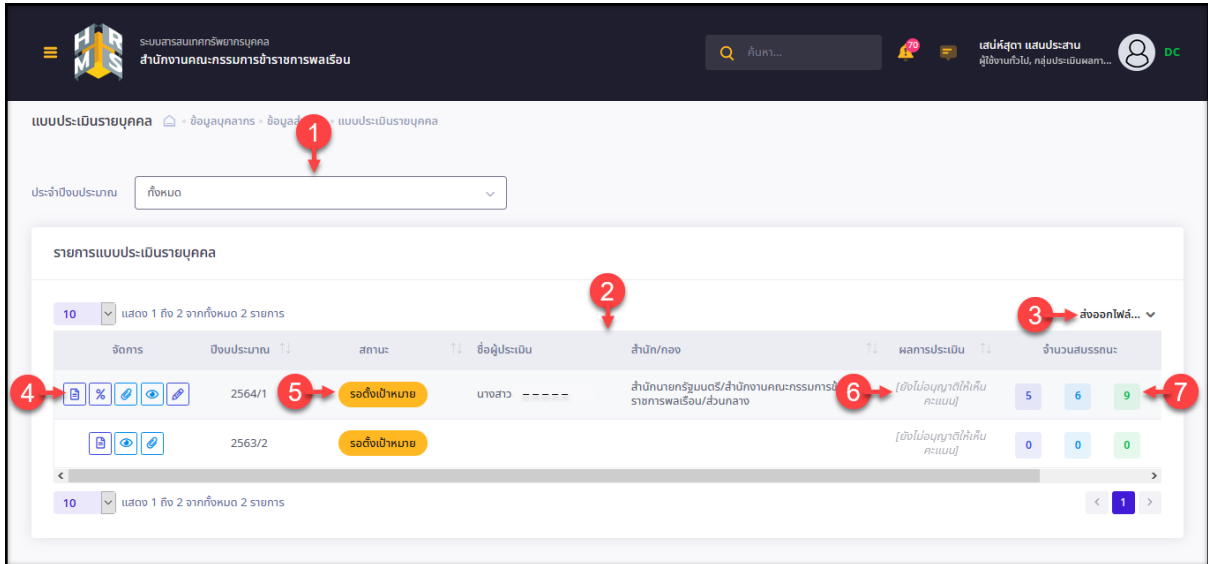 HR
MS
ระบบสารสนเทศทรัพยากรบุคคล
สำนักงานคณะกรรมการข้าราชการพลเรือน
ค้นหา...
70
เสน่ห์สุดา แสนประสาน
ผู้ใช้งานทั่วไป, กลุ่มประเมินผลกา...
DC
แบบประเมินรายบุคคล ข้อมูลบุคลากร ข้อมูลส่ แบบประเมินรายบุคคล
1
ประจำปีงบประมาณ ทั้งหมด
รายการแบบประเมินรายบุคคล
2
10 แสดง 1 ถึง 2 จากทั้งหมด 2 รายการ
3 ส่งออกไฟล์...
จัดการ ปีงบประมาณ สถานะ ชื่อผู้ประเมิน สำนัก/กอง ผลการประเมิน จำนวนสมรรถนะ
4 % 2564/1 5 รอตั้งเป้าหมาย นางสาว ----- สำนักนายกรัฐมนตรี/สำนักงานคณะกรรมการข้
ราชการพลเรือน/ส่วนกลาง
6 [ยังไม่อนุญาติให้เห็น
คะแนน]
5 6 9 7
2563/2 รอตั้งเป้าหมาย [ยังไม่อนุญาติให้เห็น
คะแนน]
0 0 0
10 แสดง 1 ถึง 2 จากทั้งหมด 2 รายการ
1